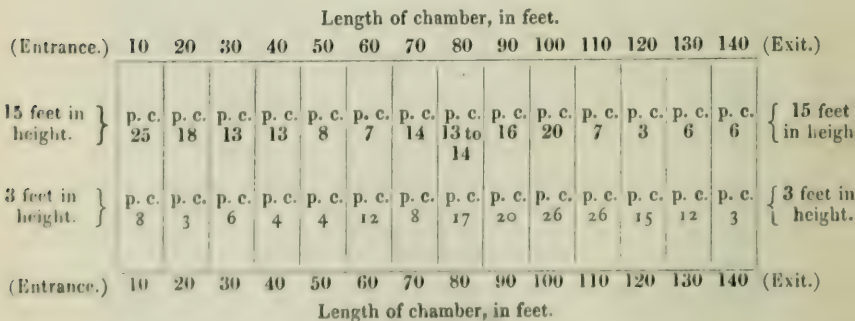 Length of chamber, in feet.
(Entrance.) 10 20 30 40 50 60 70 80 90 100 110 120 130 140 (Exit.)
15 feet in height. } p. c. 25 p. c. 18 p. c. 13 p. c. 13 p. c. 8 p. c. 7 p. c. 14 p. c. 13 to 14 p. c. 16 p. c. 20 p. c. 7 p. c. 3 p. c. 6 p. c. 6 { 15 feet in heigh
3 feet in height. } p. c. 8 p. c. 3 p. c. 6 p. c. 4 p. c. 4 p. c. 12 p. c. 8 p. c. 17 p. c. 20 p. c. 26 p. c. 26 p. c. 15 p. c. 12 p. c. 3 { 3 feet in height.
(Entrance.) 10 20 30 40 50 60 70 80 90 100 110 120 130 140 (Exit.)
Length of chamber, in feet.